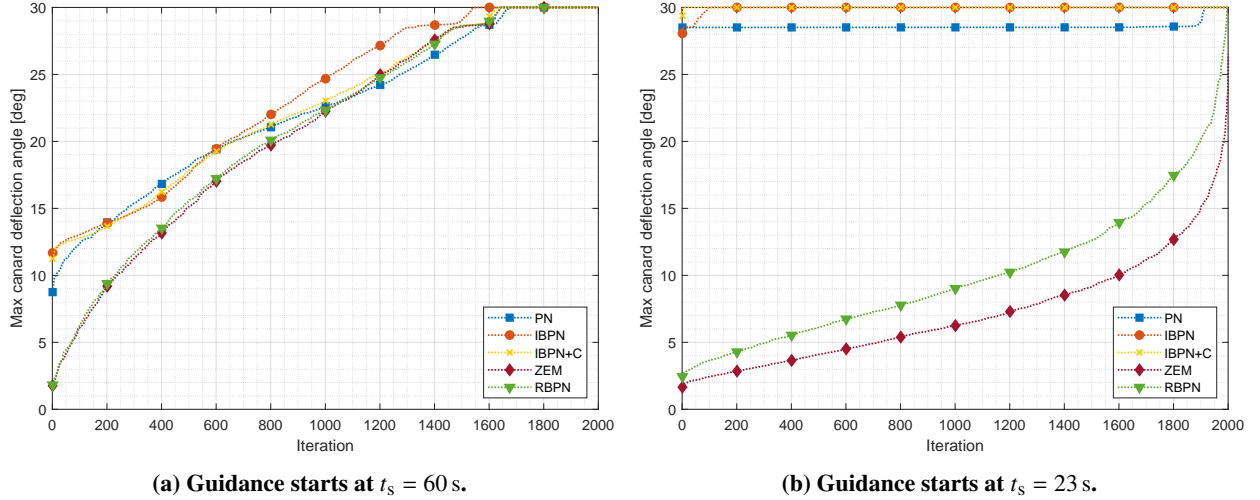 30
25
20
15
10
5
0
Max canard deflection angle [deg]
0 200 400 600 800 1000 1200 1400 1600 1800 2000
Iteration
PN
IBPN
IBPN+C
ZEM
RBPN
(a) Guidance starts at tₛ = 60 s.
30
25
20
15
10
5
0
Max canard deflection angle [deg]
0 200 400 600 800 1000 1200 1400 1600 1800 2000
Iteration
PN
IBPN
IBPN+C
ZEM
RBPN
(b) Guidance starts at tₛ = 23 s.